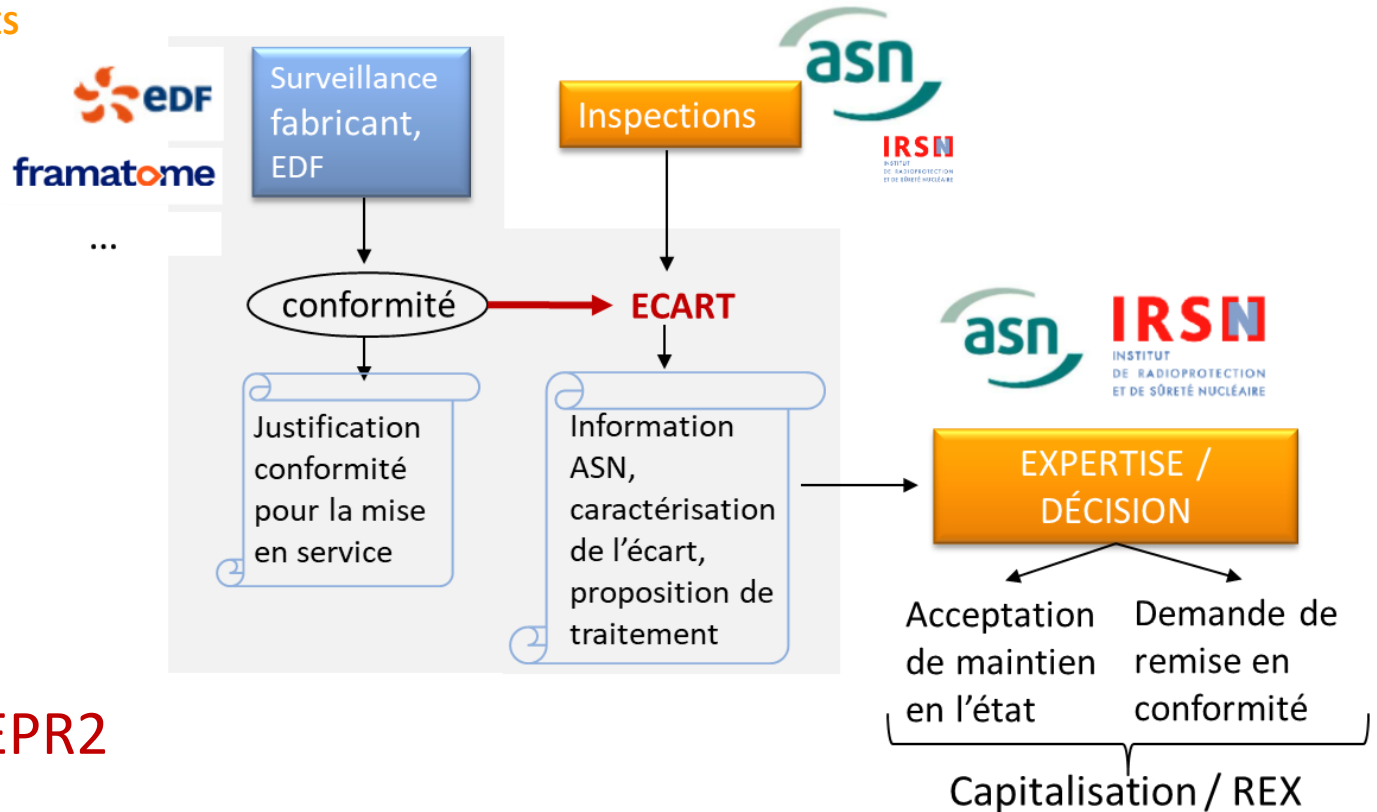 ES
edf
framatome
...
Surveillance
fabricant,
EDF
Inspections
asn
IRSN
INSTITUT
DE RADIOPROTECTION
ET DE SÛRETÉ NUCLÉAIRE
conformité
ECART
asn
IRSN
INSTITUT
DE RADIOPROTECTION
ET DE SÛRETÉ NUCLÉAIRE
Justification
conformité
pour la mise
en service
Information
ASN,
caractérisation
de l'écart,
proposition de
traitement
EXPERTISE /
DÉCISION
Acceptation
de maintien
en l'état
Demande de
remise en
conformité
EPR2
Capitalisation / REX